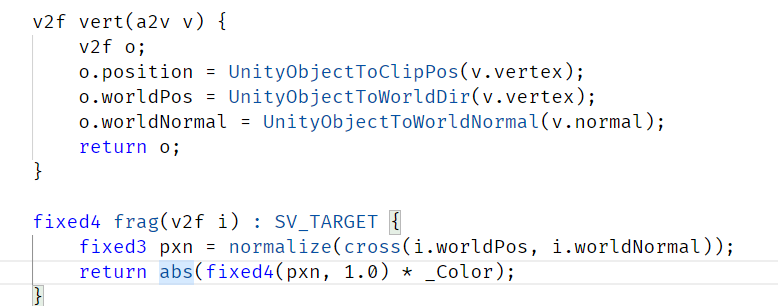 v2f vert(a2v v) {
    v2f o;
    o.position = UnityObjectToClipPos(v.vertex);
    o.worldPos = UnityObjectToWorldDir(v.vertex);
    o.worldNormal = UnityObjectToWorldNormal(v.normal);
    return o;
}

fixed4 frag(v2f i) : SV_TARGET {
    fixed3 pxn = normalize(cross(i.worldPos, i.worldNormal));
    return abs(fixed4(pxn, 1.0) * _Color);
}